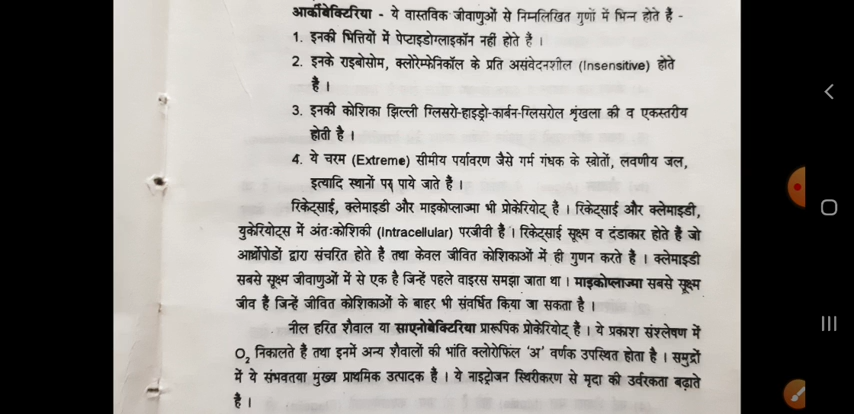 आर्कीबेक्टिरिया - ये वास्तविक जीवाणुओं से निम्नलिखित गुणों में भिन्न होते है -
1. इनकी भित्तियों में पेप्टाइडोग्लाइकॉन नहीं होते है ।
2. इनके राइबोसोम, क्लोरेम्फेनिकॉल के प्रति असंवेदनशील (Insensitive) होते
है ।
3. इनकी कोशिका झिल्ली ग्लिसरो-हाइड्रो-कार्बन-ग्लिसरोल शृंखला की व एकस्तरीय
होती है ।
4. ये चरम (Extreme) सीमीय पर्यावरण जैसे गर्म गंधक के स्त्रोतों, लवणीय जल,
इत्यादि स्थानों पर पाये जाते है ।
रिकेट्साई, क्लेमाइडी और माइकोप्लाज्मा भी प्रोकेरियोट् है । रिकेट्साई और क्लेमाइडी,
युकेरियोट्स में अंतःकोशिकी (Intracellular) परजीवी है । रिकेट्साई सूक्ष्म व दंडाकार होते है जो
आर्थ्रोपोडों द्वारा संचरित होते है तथा केवल जीवित कोशिकाओं में ही गुणन करते है । क्लेमाइडी
सबसे सूक्ष्म जीवाणुओं में से एक है जिन्हें पहले वाइरस समझा जाता था । माइकोप्लाज्मा सबसे सूक्ष्म
जीव है जिन्हें जीवित कोशिकाओं के बाहर भी संवर्धित किया जा सकता है ।
नील हरित शैवाल या साएनोबेक्टिरिया प्रारूपिक प्रोकेरियोट् है । ये प्रकाश संश्लेषण में
O₂ निकालते हैं तथा इनमें अन्य शैवालों की भांति क्लोरोफिल 'अ' वर्णक उपस्थित होता है । समुद्रों
में ये संभवतया मुख्य प्राथमिक उत्पादक है । ये नाइट्रोजन स्थिरीकरण से मृदा की उर्वरकता बढ़ाते
है ।